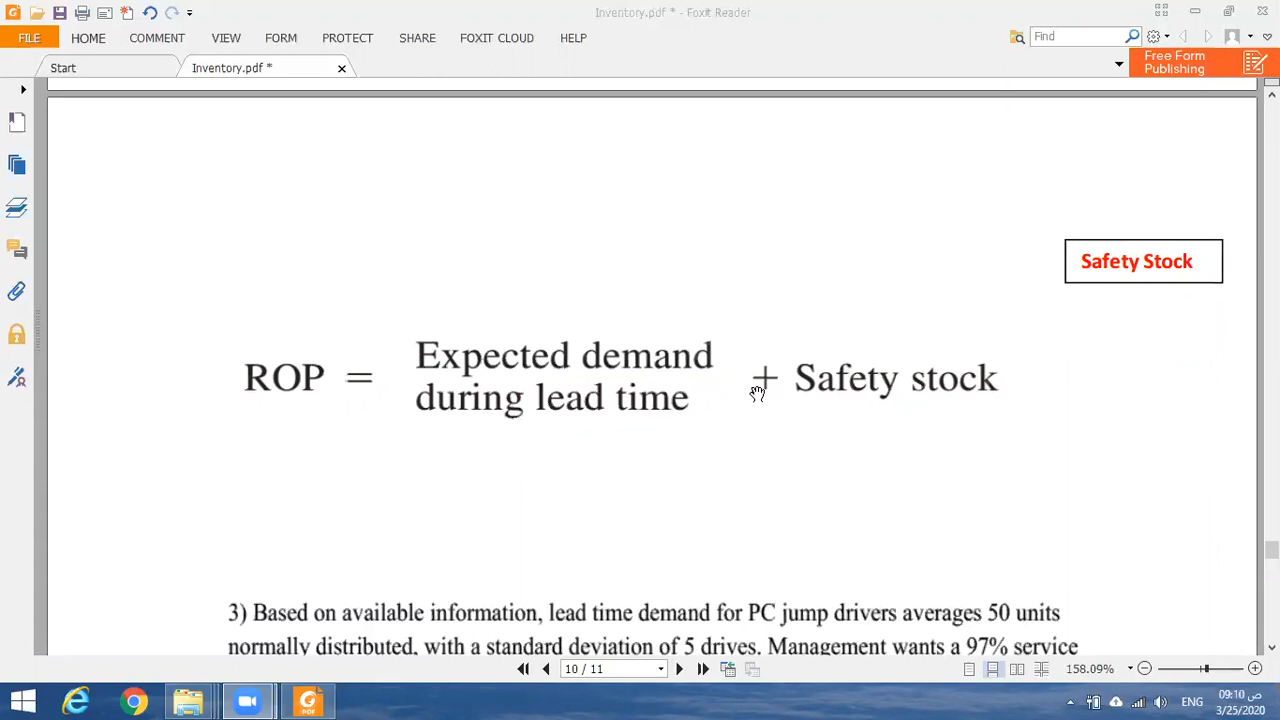 Inventory.pdf * - Foxit Reader
FILE HOME COMMENT VIEW FORM PROTECT SHARE FOXIT CLOUD HELP
Find
Start
Inventory.pdf *
Free Form
Publishing
Safety Stock
ROP = Expected demand during lead time + Safety stock
3) Based on available information, lead time demand for PC jump drivers averages 50 units
normally distributed, with a standard deviation of 5 drives. Management wants a 97% service
10 / 11
158.09%
ENG
09:10 ص
3/25/2020